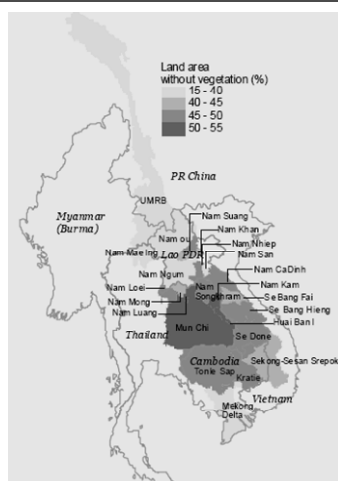 Land area
without vegetation (%)
15 - 40
40 - 45
45 - 50
50 - 55
PR China
UMRB
Myanmar
(Burma)
Nam Suang
Nam ou
Nam Khan
Nam Nhiep
Nam Mae Ing
Lao PDR
Nam San
Nam Ngum
Nam CaDinh
Nam Loei
Nam
Songkhram
Nam Kam
Nam Mong
Se Bang Fai
Nam Luang
Se Bang Hieng
Thailand
Mun Chi
Huai Ban I
Se Done
Cambodia
Sekong-Sesan Srepok
Tonle Sap
Kratie
Vietnam
Mekong
Delta